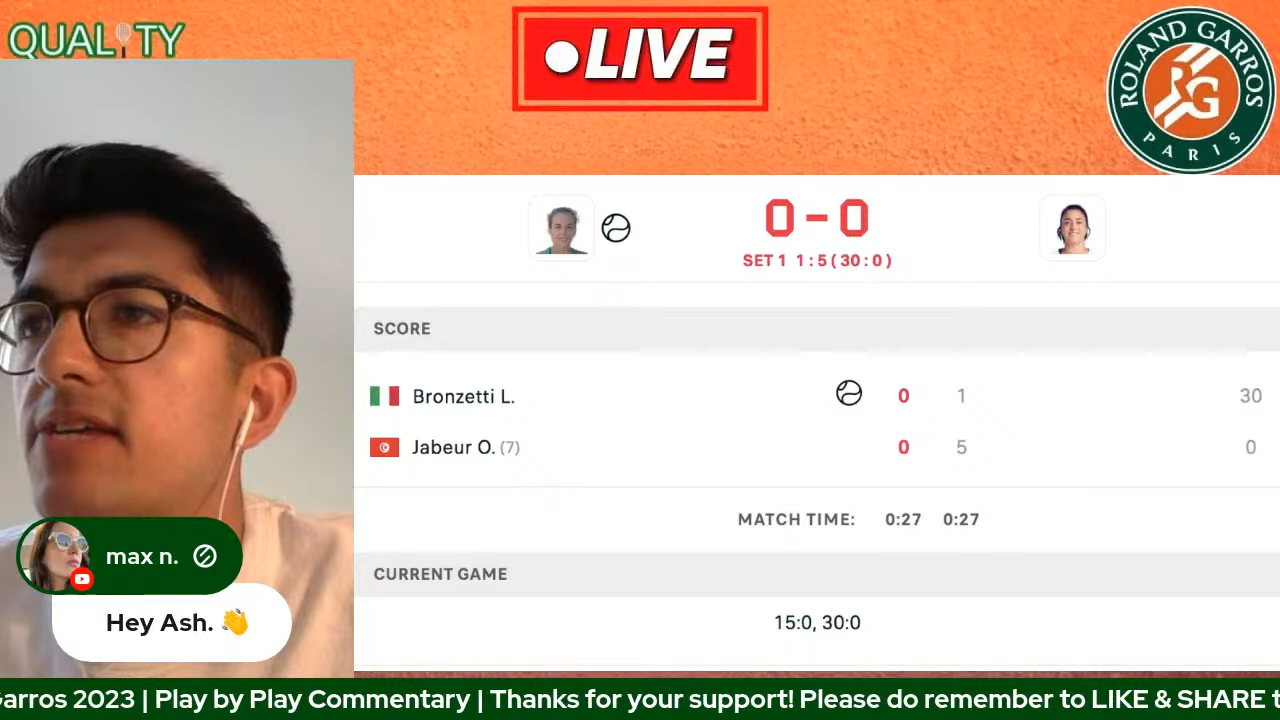 QUALITY
LIVE
ROLAND GARROS
PARIS
RG
0 - 0
SET 1 1 : 5 ( 30 : 0 )
SCORE
Bronzetti L. 0 1 30
Jabeur O. (7) 0 5 0
MATCH TIME: 0:27 0:27
CURRENT GAME
15:0, 30:0
max n.
Hey Ash. 👋
Garros 2023 | Play by Play Commentary | Thanks for your support! Please do remember to LIKE & SHARE t